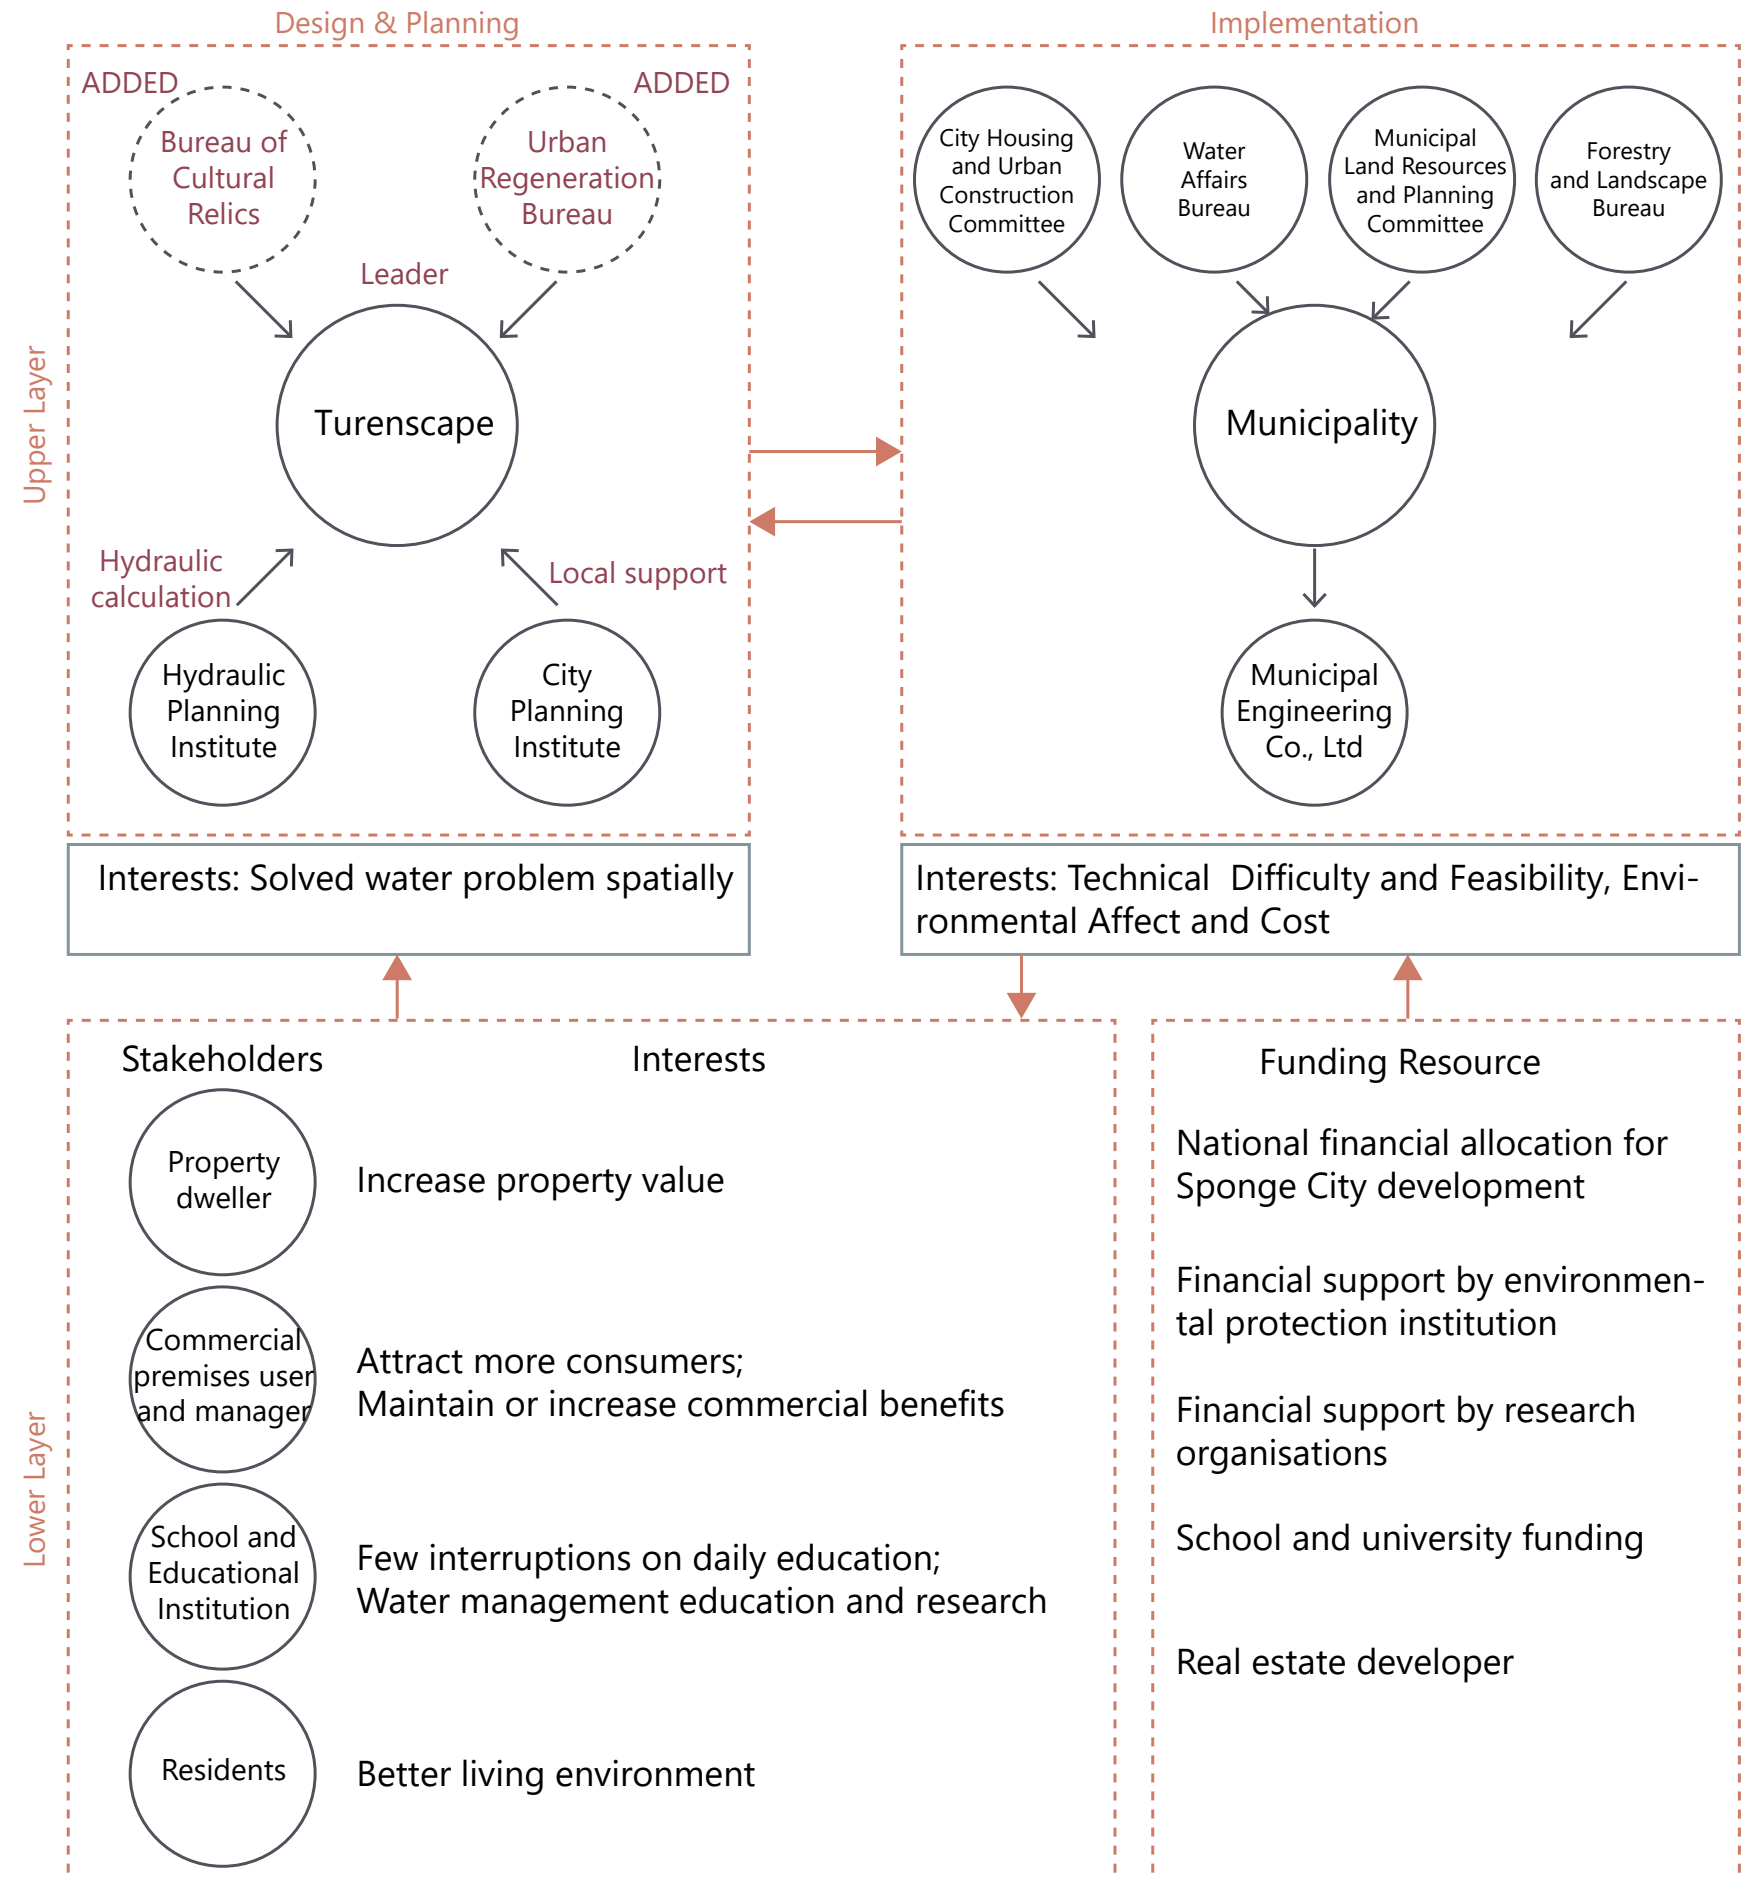 Design & Planning
Implementation
Upper Layer
ADDED
ADDED
Bureau of
Cultural
Relics
Urban
Regeneration
Bureau
Leader
Turenscape
Hydraulic
calculation
Local support
Hydraulic
Planning
Institute
City
Planning
Institute
City Housing
and Urban
Construction
Committee
Water
Affairs
Bureau
Municipal
Land Resources
and Planning
Committee
Forestry
and Landscape
Bureau
Municipality
Municipal
Engineering
Co., Ltd
Interests: Solved water problem spatially
Interests: Technical  Difficulty and Feasibility, Envi-
ronmental Affect and Cost
Lower Layer
Stakeholders
Interests
Property
dweller
Increase property value
Commercial
premises user
and manager
Attract more consumers;
Maintain or increase commercial benefits
School and
Educational
Institution
Few interruptions on daily education;
Water management education and research
Residents
Better living environment
Funding Resource
National financial allocation for
Sponge City development
Financial support by environmen-
tal protection institution
Financial support by research
organisations
School and university funding
Real estate developer